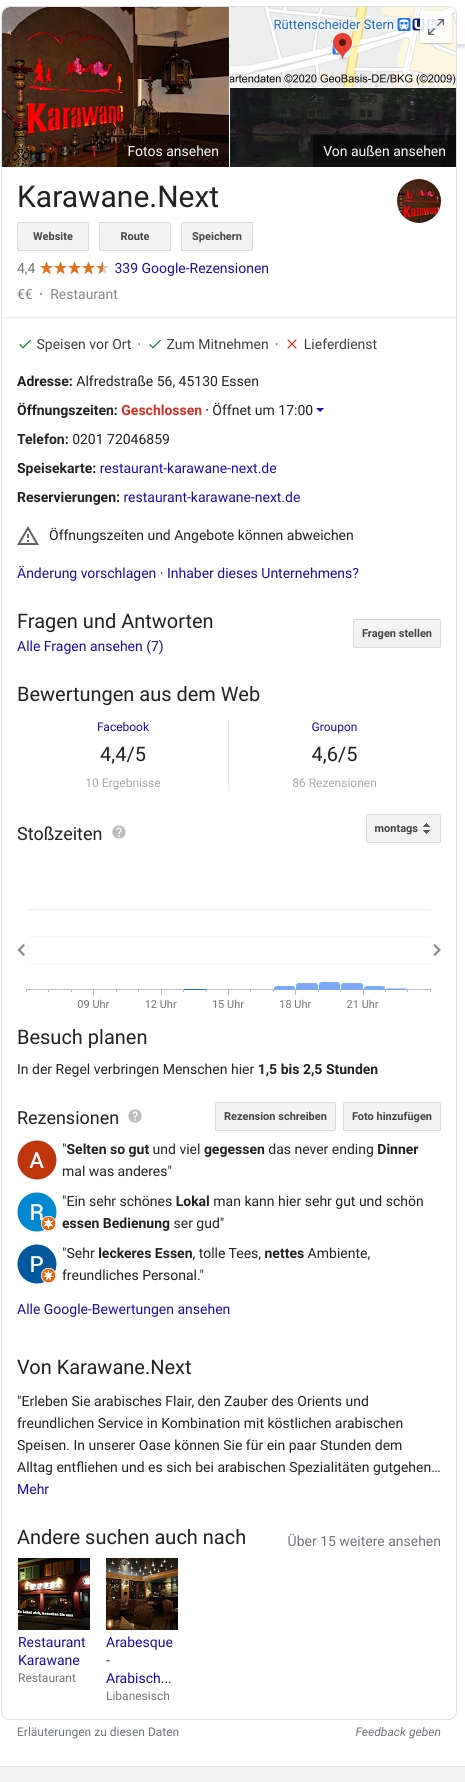 Rüttenscheider Stern
Karawane
artendaten ©2020 GeoBasis-DE/BKG (©2009)
Fotos ansehen
Von außen ansehen
Karawane.Next
Karawane
Website
Route
Speichern
4,4 339 Google-Rezensionen
€€ · Restaurant
Speisen vor Ort · Zum Mitnehmen · Lieferdienst
Adresse: Alfredstraße 56, 45130 Essen
Öffnungszeiten: Geschlossen · Öffnet um 17:00
Telefon: 0201 72046859
Speisekarte: restaurant-karawane-next.de
Reservierungen: restaurant-karawane-next.de
Öffnungszeiten und Angebote können abweichen
Änderung vorschlagen · Inhaber dieses Unternehmens?
Fragen und Antworten
Alle Fragen ansehen (7)
Fragen stellen
Bewertungen aus dem Web
Facebook
4,4/5
10 Ergebnisse
Groupon
4,6/5
86 Rezensionen
Stoßzeiten ?
montags
09 Uhr 12 Uhr 15 Uhr 18 Uhr 21 Uhr
Besuch planen
In der Regel verbringen Menschen hier 1,5 bis 2,5 Stunden
Rezensionen ?
Rezension schreiben
Foto hinzufügen
A
"Selten so gut und viel gegessen das never ending Dinner
mal was anderes"
R
"Ein sehr schönes Lokal man kann hier sehr gut und schön
essen Bedienung ser gud"
P
"Sehr leckeres Essen, tolle Tees, nettes Ambiente,
freundliches Personal."
Alle Google-Bewertungen ansehen
Von Karawane.Next
"Erleben Sie arabisches Flair, den Zauber des Orients und
freundlichen Service in Kombination mit köstlichen arabischen
Speisen. In unserer Oase können Sie für ein paar Stunden dem
Alltag entfliehen und es sich bei arabischen Spezialitäten gutgehen...
Mehr
Andere suchen auch nach
Über 15 weitere ansehen
Restaurant
Karawane
Restaurant
Arabesque
-
Arabisch...
Libanesisch
Erläuterungen zu diesen Daten
Feedback geben